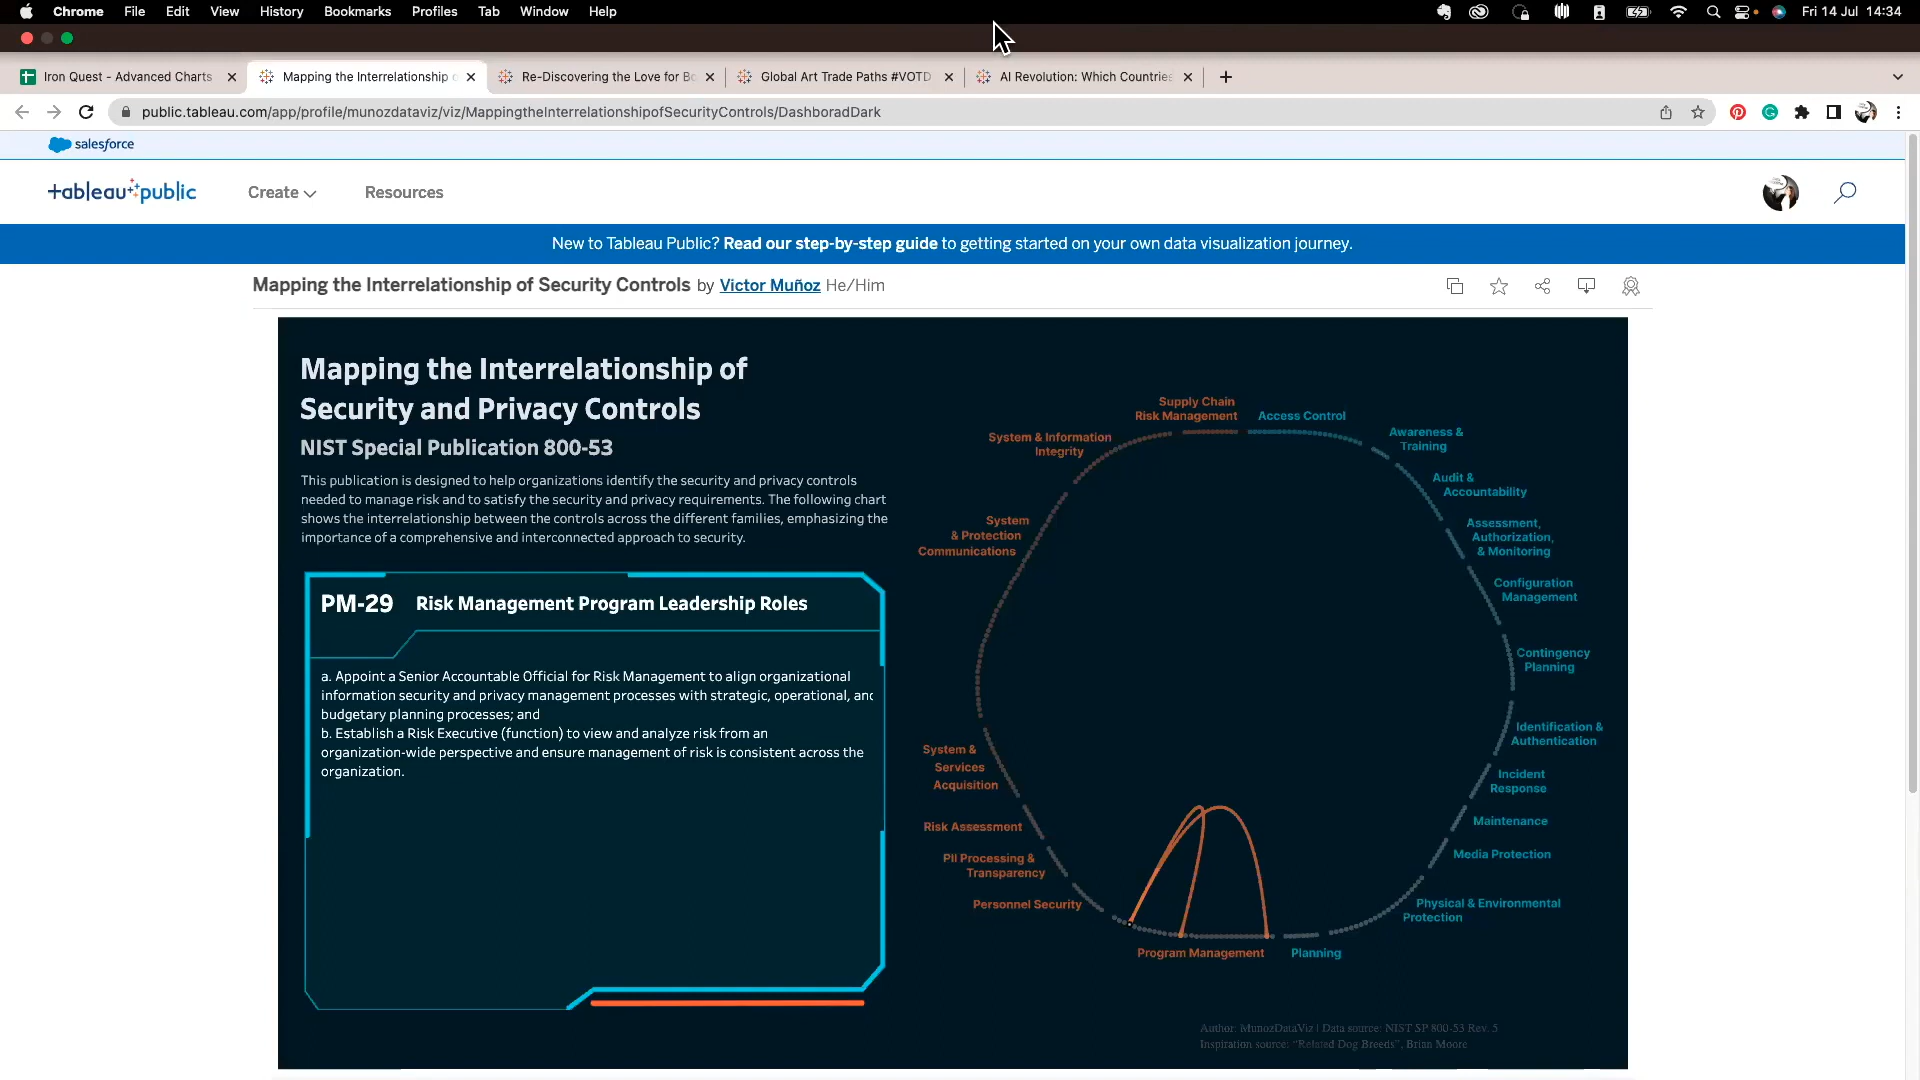 Chrome File Edit View History Bookmarks Profiles Tab Window Help Fri 14 Jul 14:34
Iron Quest - Advanced Charts Mapping the Interrelationship o Re-Discovering the Love for Bo Global Art Trade Paths #VOTD AI Revolution: Which Countries
public.tableau.com/app/profile/munozdataviz/viz/MappingtheInterrelationshipofSecurityControls/DashboradDark
salesforce
+ableau+public Create Resources
New to Tableau Public? Read our step-by-step guide to getting started on your own data visualization journey.
Mapping the Interrelationship of Security Controls by Victor Muñoz He/Him
Mapping the Interrelationship of
Security and Privacy Controls
NIST Special Publication 800-53
This publication is designed to help organizations identify the security and privacy controls
needed to manage risk and to satisfy the security and privacy requirements. The following chart
shows the interrelationship between the controls across the different families, emphasizing the
importance of a comprehensive and interconnected approach to security.
PM-29 Risk Management Program Leadership Roles
a. Appoint a Senior Accountable Official for Risk Management to align organizational
information security and privacy management processes with strategic, operational, and
budgetary planning processes; and
b. Establish a Risk Executive (function) to view and analyze risk from an
organization-wide perspective and ensure management of risk is consistent across the
organization.
Supply Chain
Risk Management
Access Control
Awareness &
Training
Audit &
Accountability
Assessment,
Authorization,
& Monitoring
Configuration
Management
Contingency
Planning
Identification &
Authentication
Incident
Response
Maintenance
Media Protection
Physical & Environmental
Protection
Planning
Program Management
Personnel Security
PII Processing &
Transparency
Risk Assessment
System &
Services
Acquisition
System
& Protection
Communications
System & Information
Integrity
Author: MunozDataViz | Data source: NIST SP 800-53 Rev. 5
Inspiration source: "Related Dog Breeds", Brian Moore